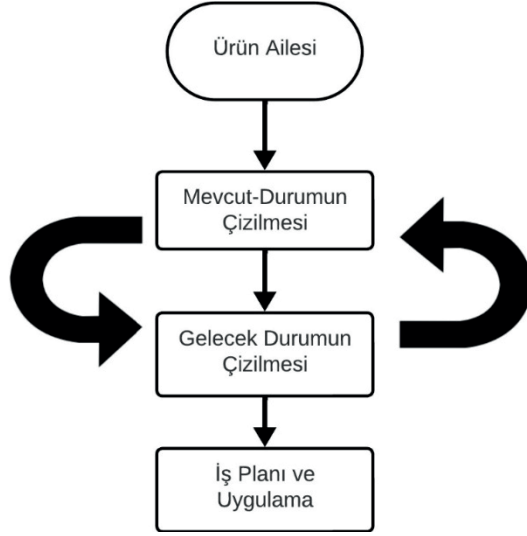 Ürün Ailesi
Mevcut-Durumun
Çizilmesi
Gelecek Durumun
Çizilmesi
İş Planı ve
Uygulama